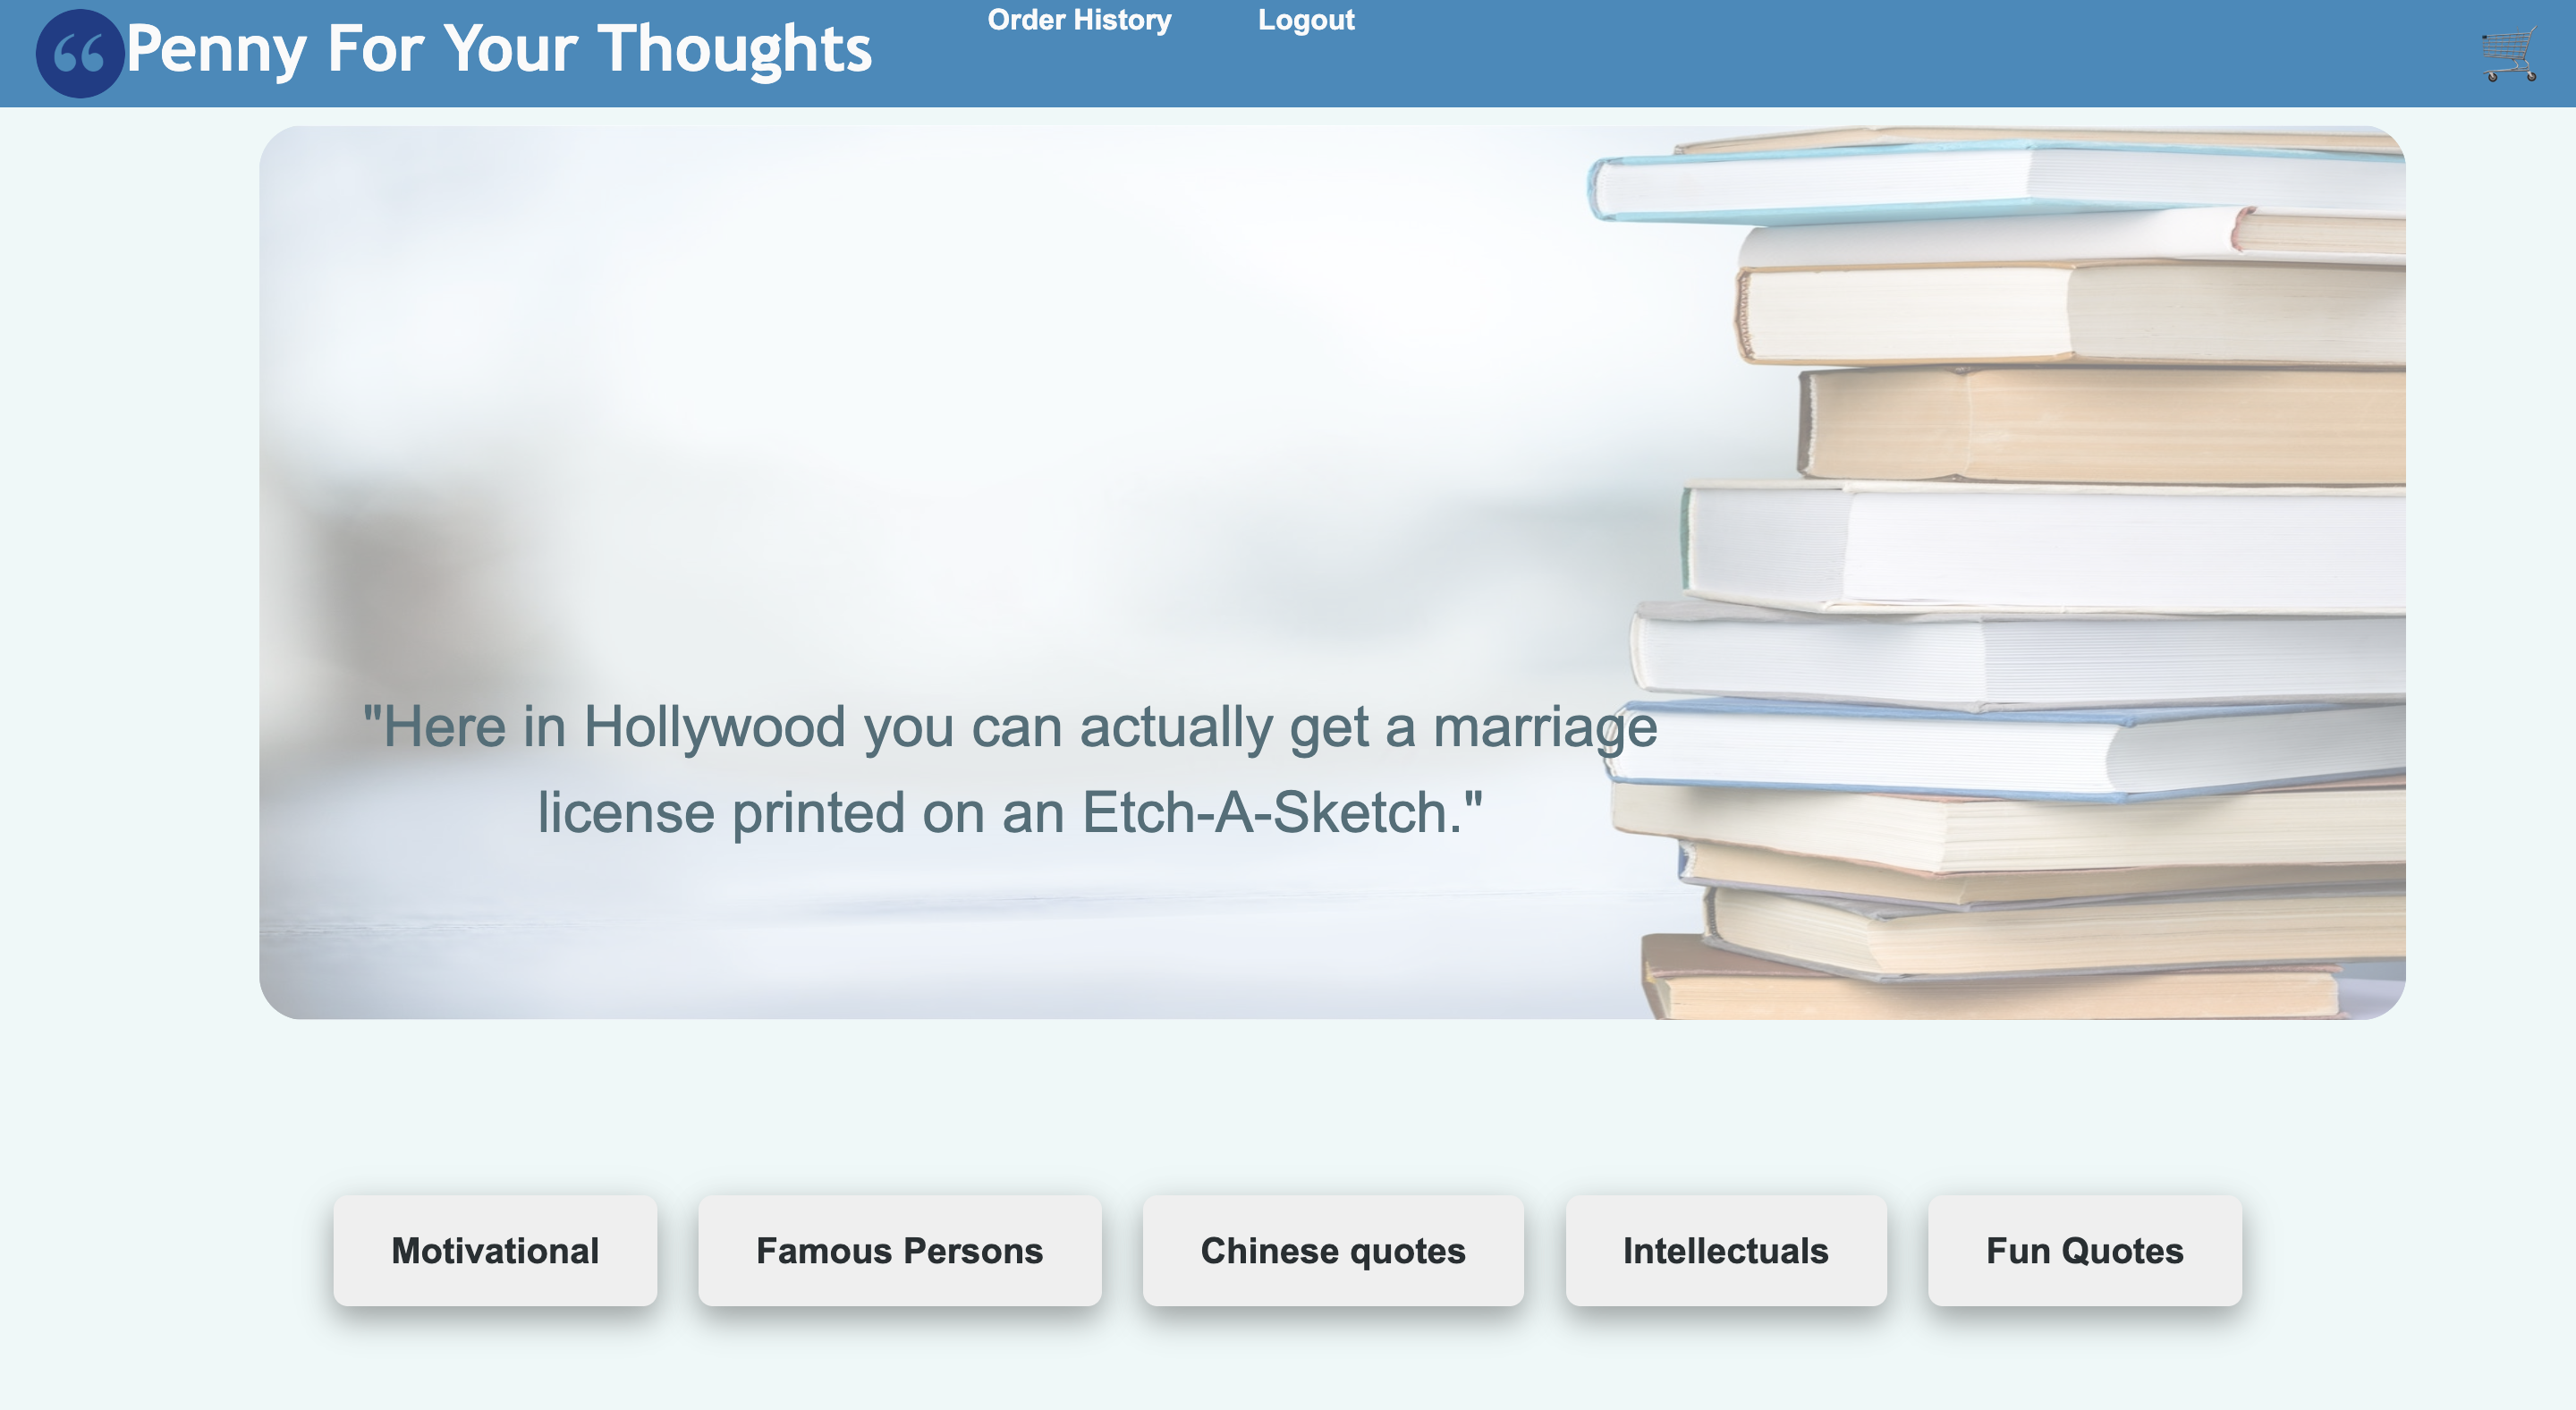 Penny For Your Thoughts
Order History
Logout
"Here in Hollywood you can actually get a marriage
license printed on an Etch-A-Sketch."
Motivational
Famous Persons
Chinese quotes
Intellectuals
Fun Quotes